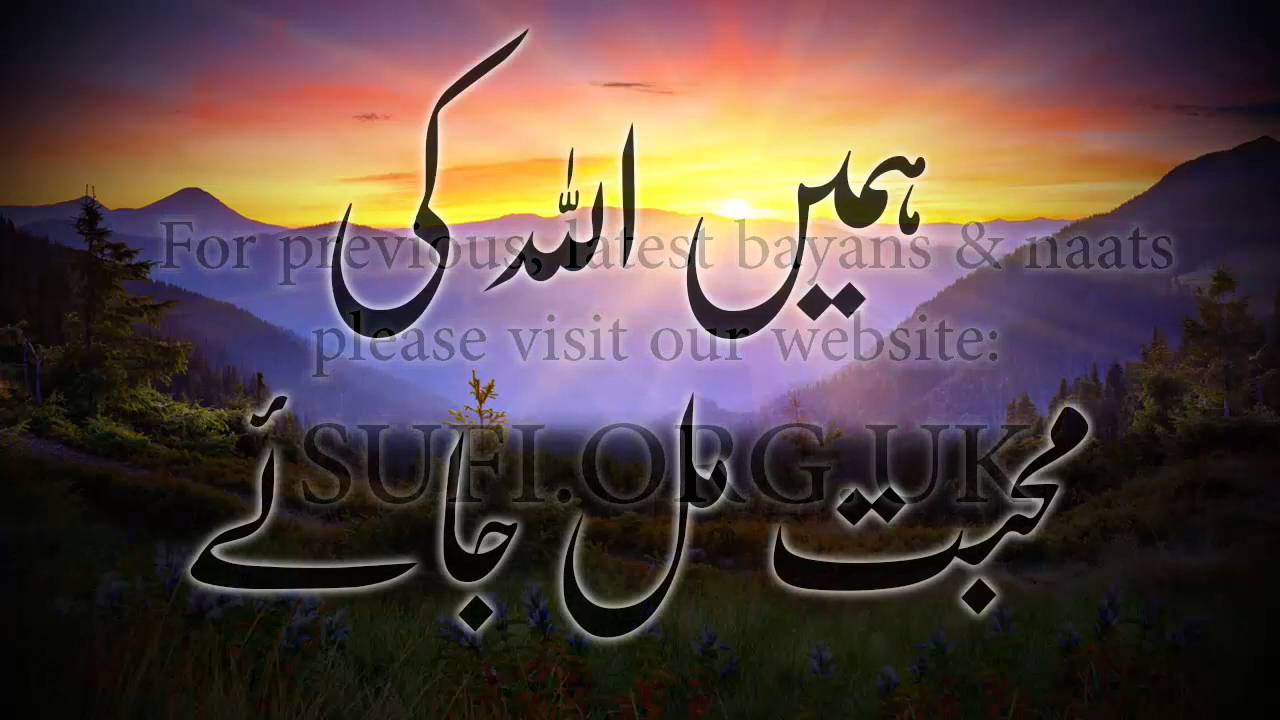 ہمیں اللہ کی
For previous, latest bayans & naats
please visit our website:
محبت مل جائے
SUFI.ORG.UK